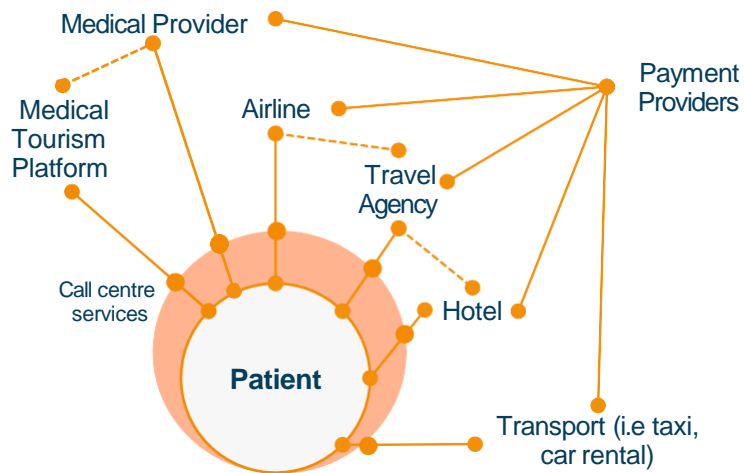 Medical Provider
Payment
Providers
Airline
Medical
Tourism
Platform
Travel
Agency
Call centre
services
Hotel
Patient
Transport (i.e taxi,
car rental)